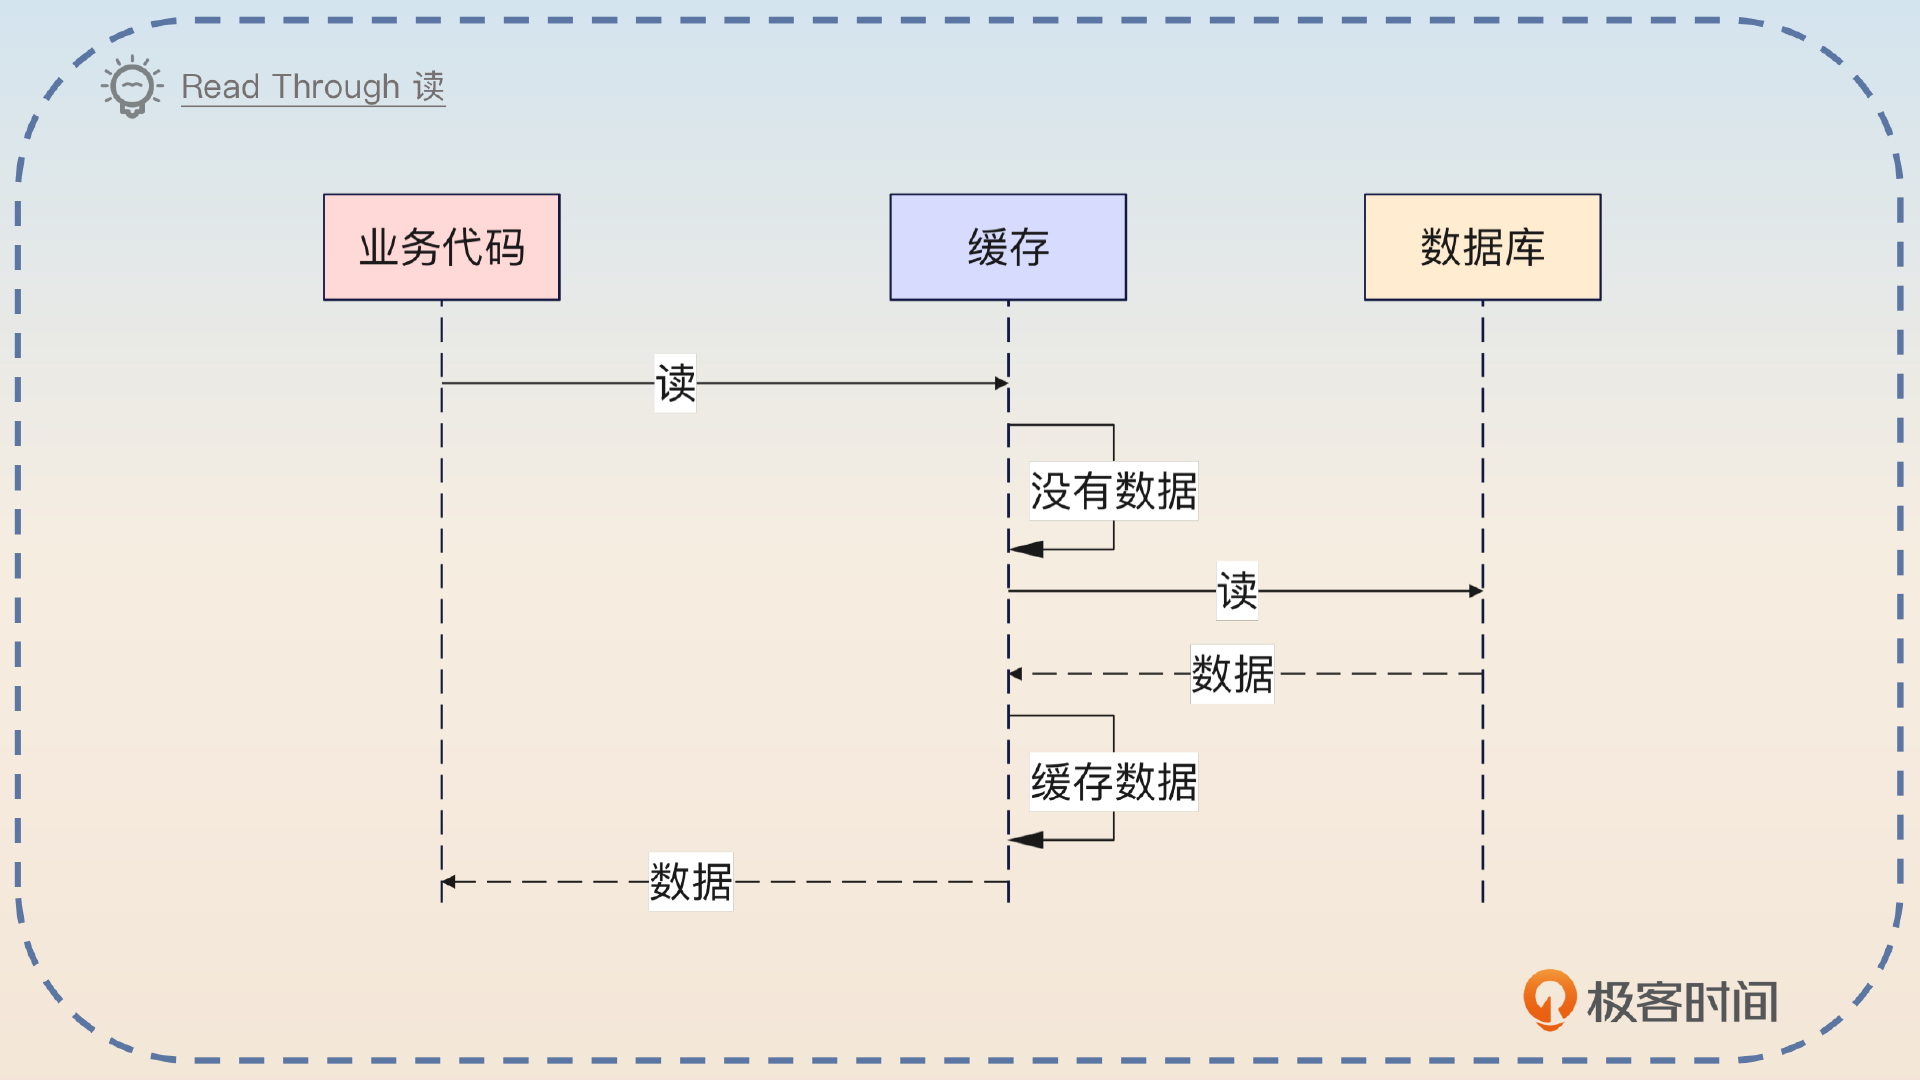 Read Through 读
业务代码
缓存
数据库
读
没有数据
读
数据
缓存数据
数据
极客时间